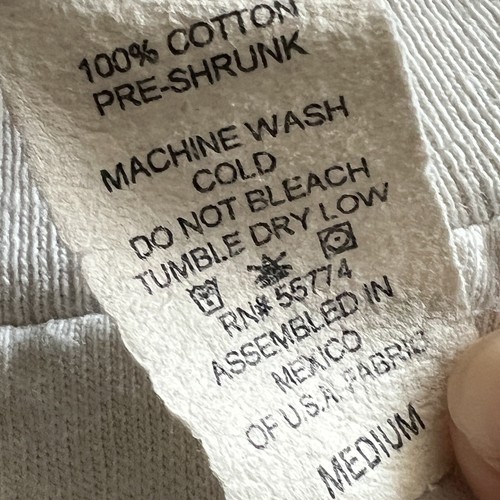 100% COTTON
PRE-SHRUNK
MACHINE WASH
COLD
DO NOT BLEACH
TUMBLE DRY LOW
RN# 55774
ASSEMBLED IN
MEXICO
OF U.S.A. FABRIC
MEDIUM